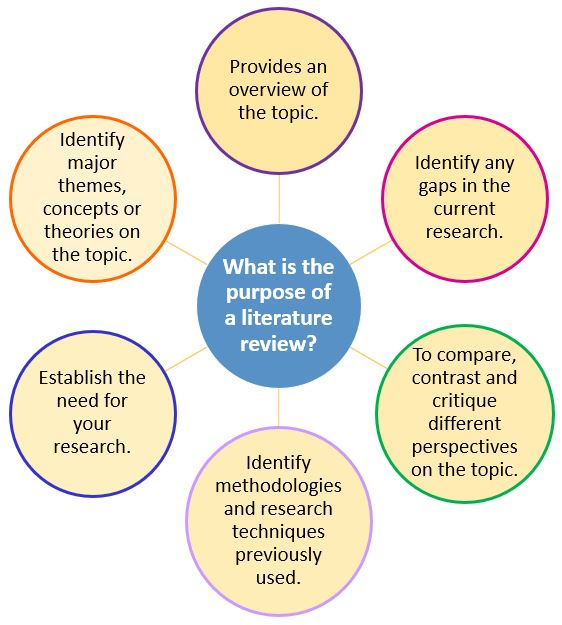 Provides an
overview of
the topic.
Identify any
gaps in the
current
research.
To compare,
contrast and
critique
different
perspectives
on the topic.
Identify
methodologies
and research
techniques
previously
used.
Establish the
need for
your
research.
Identify
major
themes,
concepts or
theories on
the topic.
What is the
purpose of
a literature
review?